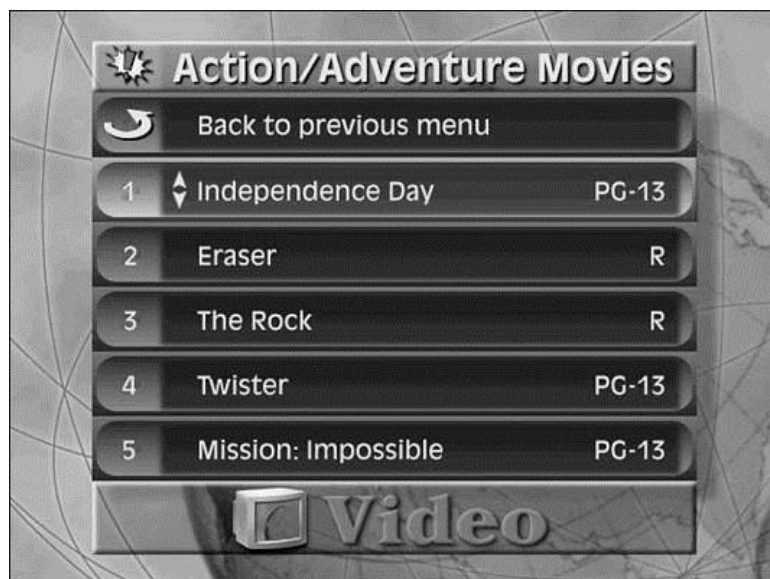 Action/Adventure Movies
Back to previous menu
1 Independence Day PG-13
2 Eraser R
3 The Rock R
4 Twister PG-13
5 Mission: Impossible PG-13
Video